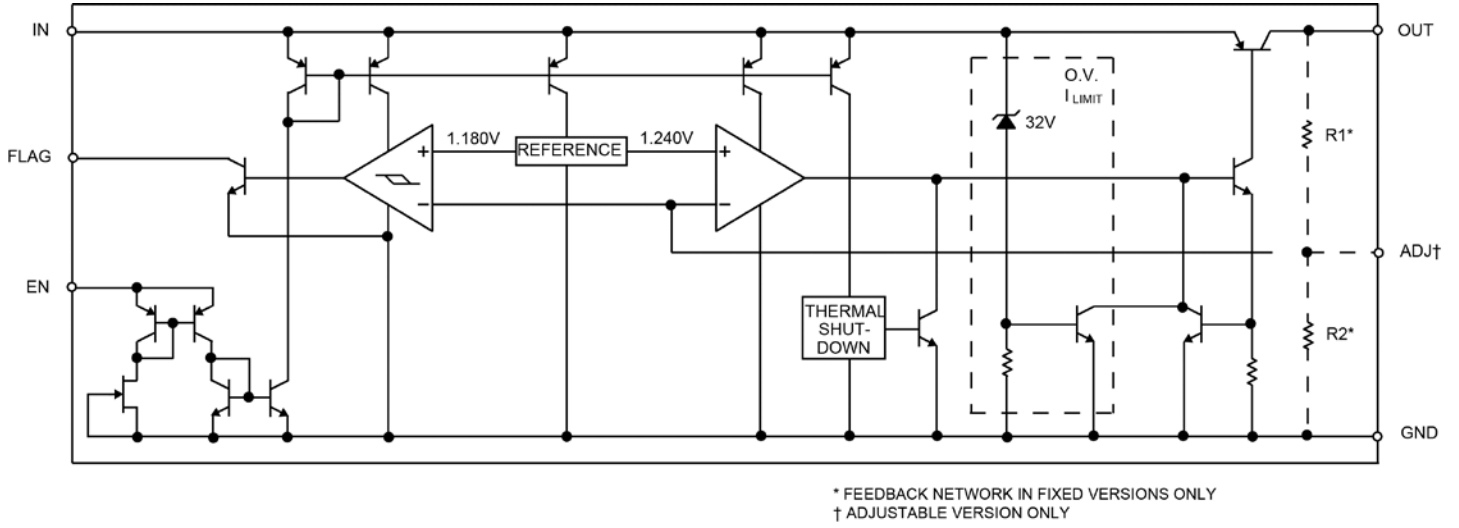 IN
OUT
O.V.
I LIMIT
32V
R1*
1.180V
REFERENCE
1.240V
+
+
FLAG
−
−
ADJ†
EN
THERMAL
SHUT-
DOWN
R2*
GND
* FEEDBACK NETWORK IN FIXED VERSIONS ONLY
† ADJUSTABLE VERSION ONLY